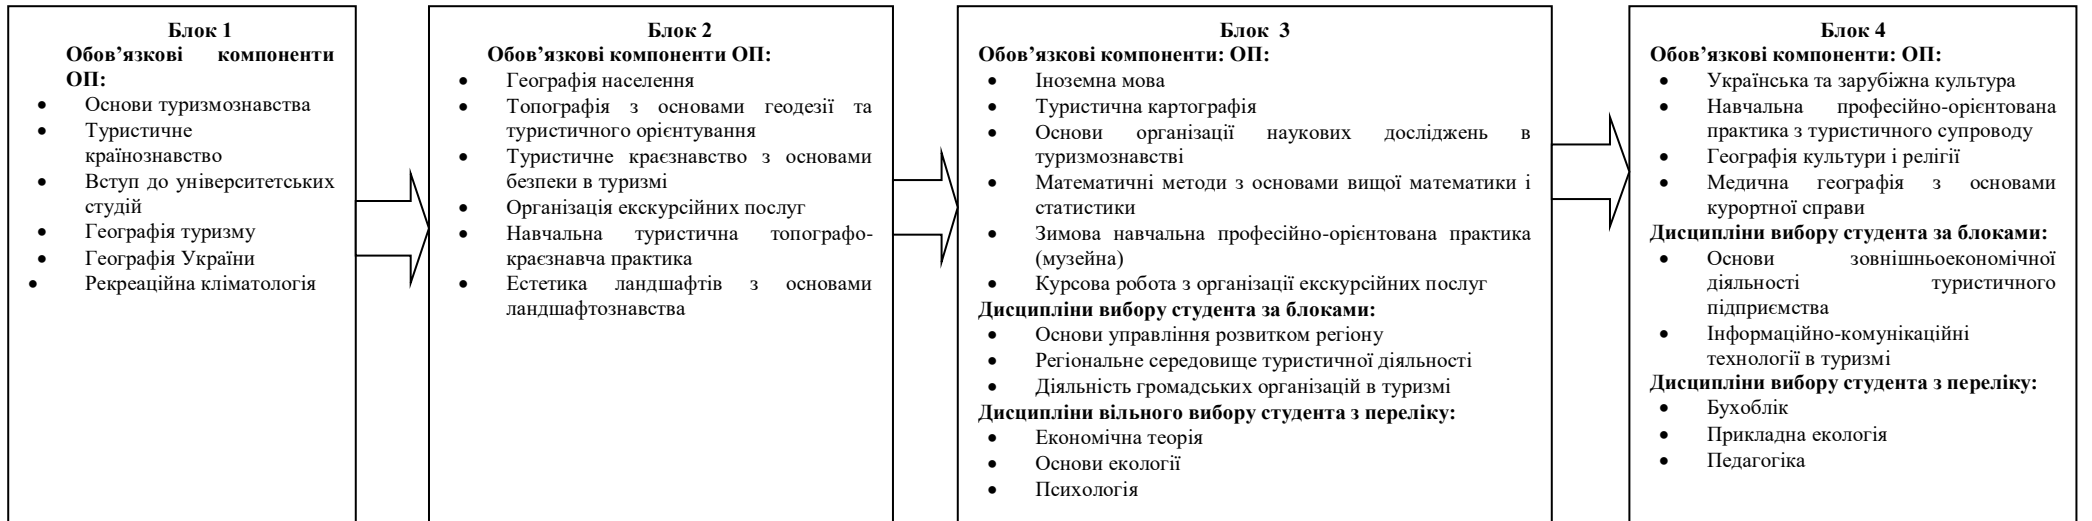 Блок 1
Обов’язкові компоненти
ОП:
• Основи туризмознавства
• Туристичне
країнознавство
• Вступ до університетських
студій
• Географія туризму
• Географія України
• Рекреаційна кліматологія
Блок 2
Обов’язкові компоненти ОП:
• Географія населення
• Топографія з основами геодезії та
туристичного орієнтування
• Туристичне краєзнавство з основами
безпеки в туризмі
• Організація екскурсійних послуг
• Навчальна туристична топографо-
краєзнавча практика
• Естетика ландшафтів з основами
ландшафтознавства
Блок 3
Обов’язкові компоненти: ОП:
• Іноземна мова
• Туристична картографія
• Основи організації наукових досліджень в
туризмознавстві
• Математичні методи з основами вищої математики і
статистики
• Зимова навчальна професійно-орієнтована практика
(музейна)
• Курсова робота з організації екскурсійних послуг
Дисципліни вибору студента за блоками:
• Основи управління розвитком регіону
• Регіональне середовище туристичної діяльності
• Діяльність громадських організацій в туризмі
Дисципліни вільного вибору студента з переліку:
• Економічна теорія
• Основи екології
• Психологія
Блок 4
Обов’язкові компоненти: ОП:
• Українська та зарубіжна культура
• Навчальна професійно-орієнтована
практика з туристичного супроводу
• Географія культури і релігії
• Медична географія з основами
курортної справи
Дисципліни вибору студента за блоками:
• Основи зовнішньоекономічної
діяльності туристичного
підприємства
• Інформаційно-комунікаційні
технології в туризмі
Дисципліни вибору студента з переліку:
• Бухоблік
• Прикладна екологія
• Педагогіка